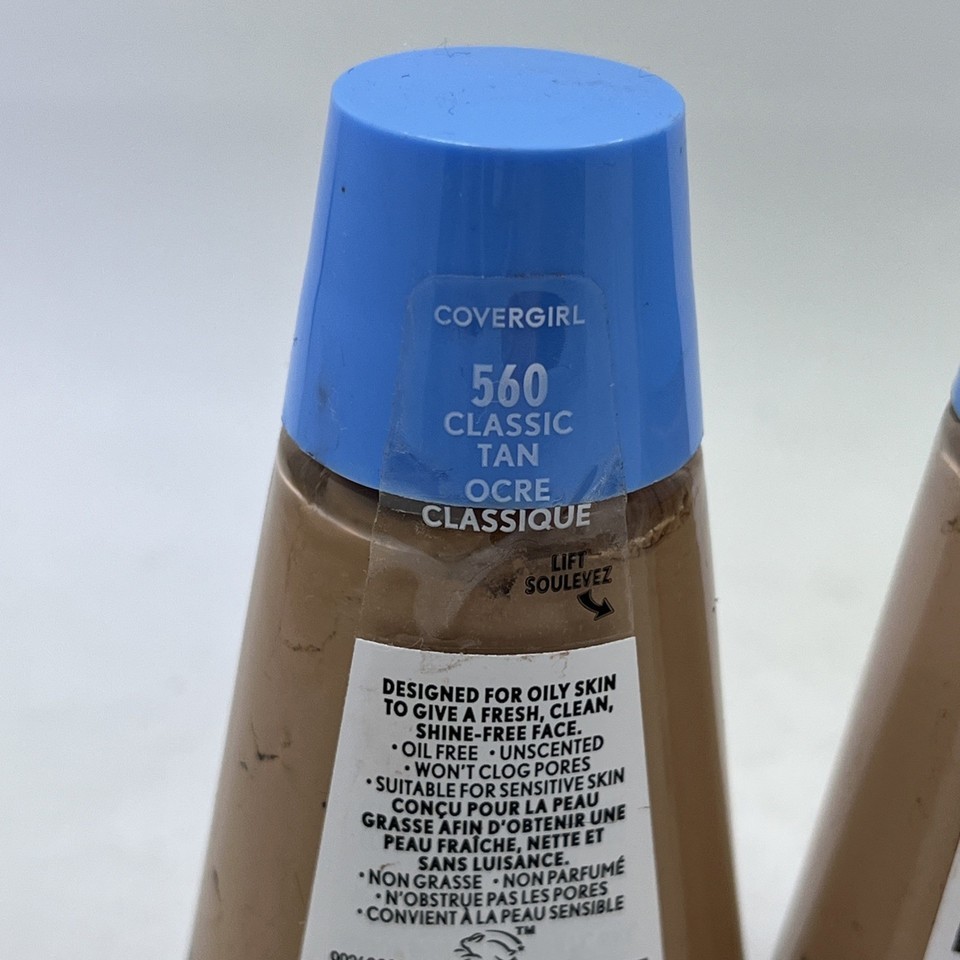 COVERGIRL
560
CLASSIC
TAN
OCRE
CLASSIQUE
LIFT
SOULEVEZ
DESIGNED FOR OILY SKIN
TO GIVE A FRESH, CLEAN,
SHINE-FREE FACE.
• OIL FREE • UNSCENTED
• WON'T CLOG PORES
• SUITABLE FOR SENSITIVE SKIN
CONÇU POUR LA PEAU
GRASSE AFIN D'OBTENIR UNE
PEAU FRAÎCHE, NETTE ET
SANS LUISANCE.
• NON GRASSE • NON PARFUMÉ
• N'OBSTRUE PAS LES PORES
• CONVIENT À LA PEAU SENSIBLE
TM